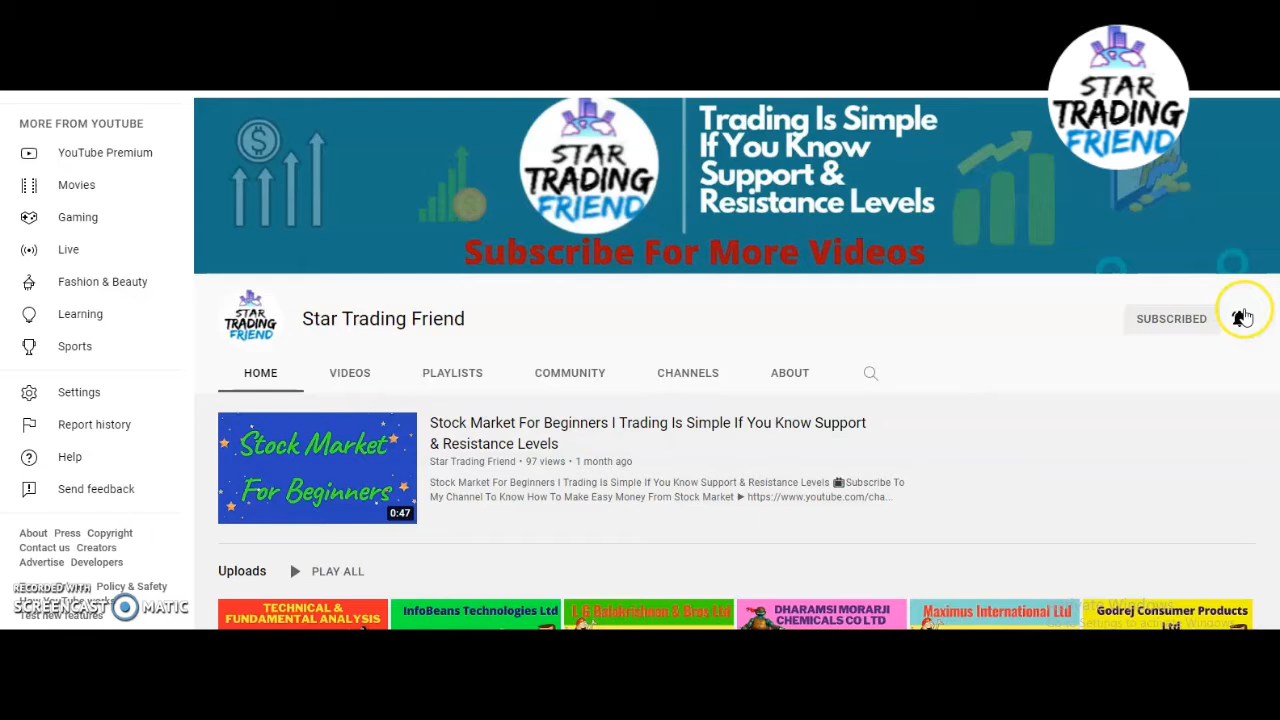 STAR
TRADING
FRIEND
STAR
TRADING
FRIEND
Trading Is Simple
If You Know
Support &
Resistance Levels
Subscribe For More Videos
MORE FROM YOUTUBE
YouTube Premium
Movies
Gaming
Live
Fashion & Beauty
Learning
Sports
Settings
Report history
Help
Send feedback
About Press Copyright
Contact us Creators
Advertise Developers
Policy & Safety
Test new features
RECORDED WITH
SCREENCAST MATIC
STAR
TRADING
FRIEND
Star Trading Friend
SUBSCRIBED
HOME VIDEOS PLAYLISTS COMMUNITY CHANNELS ABOUT
Stock Market
For Beginners
0:47
Stock Market For Beginners I Trading Is Simple If You Know Support
& Resistance Levels
Star Trading Friend • 97 views • 1 month ago
Stock Market For Beginners I Trading Is Simple If You Know Support & Resistance Levels Subscribe To
My Channel To Know How To Make Easy Money From Stock Market ► https://www.youtube.com/cha...
Uploads PLAY ALL
TECHNICAL &
FUNDAMENTAL ANALYSIS
InfoBeans Technologies Ltd
L G Balakrishnan & Bros Ltd
DHARAMSI MORARJI
CHEMICALS CO LTD
Maximus International Ltd
Godrej Consumer Products
Ltd